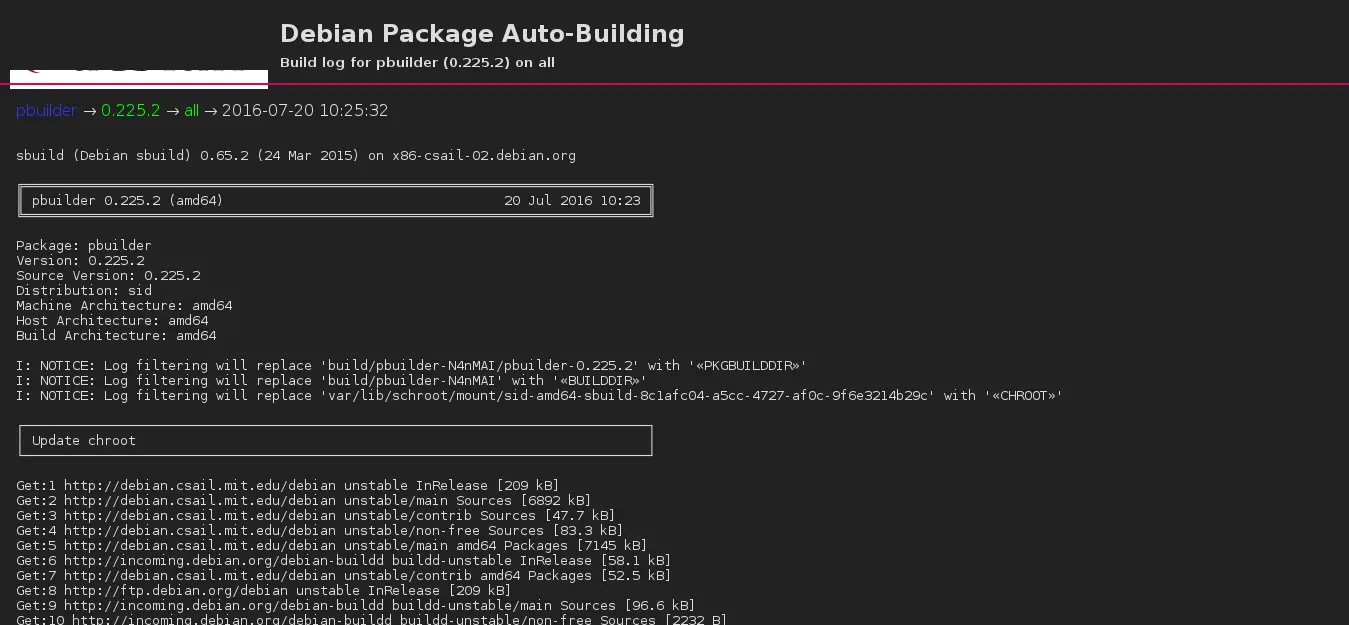 Debian Package Auto-Building
Build log for pbuilder (0.225.2) on all
pbuilder → 0.225.2 → all → 2016-07-20 10:25:32
sbuild (Debian sbuild) 0.65.2 (24 Mar 2015) on x86-csail-02.debian.org
pbuilder 0.225.2 (amd64) 20 Jul 2016 10:23
Package: pbuilder
Version: 0.225.2
Source Version: 0.225.2
Distribution: sid
Machine Architecture: amd64
Host Architecture: amd64
Build Architecture: amd64
I: NOTICE: Log filtering will replace 'build/pbuilder-N4nMAI/pbuilder-0.225.2' with '«PKGBUILDDIR»'
I: NOTICE: Log filtering will replace 'build/pbuilder-N4nMAI' with '«BUILDDIR»'
I: NOTICE: Log filtering will replace 'var/lib/schroot/mount/sid-amd64-sbuild-8c1afc04-a5cc-4727-af0c-9f6e3214b29c' with '«CHROOT»'
Update chroot
Get:1 http://debian.csail.mit.edu/debian unstable InRelease [209 kB]
Get:2 http://debian.csail.mit.edu/debian unstable/main Sources [6892 kB]
Get:3 http://debian.csail.mit.edu/debian unstable/contrib Sources [47.7 kB]
Get:4 http://debian.csail.mit.edu/debian unstable/non-free Sources [83.3 kB]
Get:5 http://debian.csail.mit.edu/debian unstable/main amd64 Packages [7145 kB]
Get:6 http://incoming.debian.org/debian-buildd buildd-unstable InRelease [58.1 kB]
Get:7 http://debian.csail.mit.edu/debian unstable/contrib amd64 Packages [52.5 kB]
Get:8 http://ftp.debian.org/debian unstable InRelease [209 kB]
Get:9 http://incoming.debian.org/debian-buildd buildd-unstable/main Sources [96.6 kB]
Get:10 http://incoming.debian.org/debian-buildd buildd-unstable/non-free Sources [2232 B]